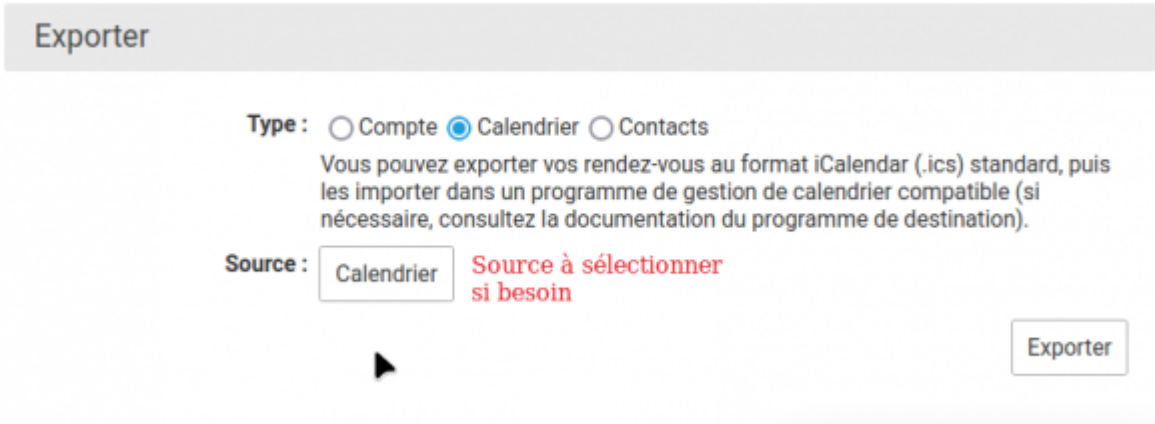 Exporter
Type : Compte Calendrier Contacts
Vous pouvez exporter vos rendez-vous au format iCalendar (.ics) standard, puis
les importer dans un programme de gestion de calendrier compatible (si
nécessaire, consultez la documentation du programme de destination).
Source : Calendrier Source à sélectionner
si besoin
Exporter